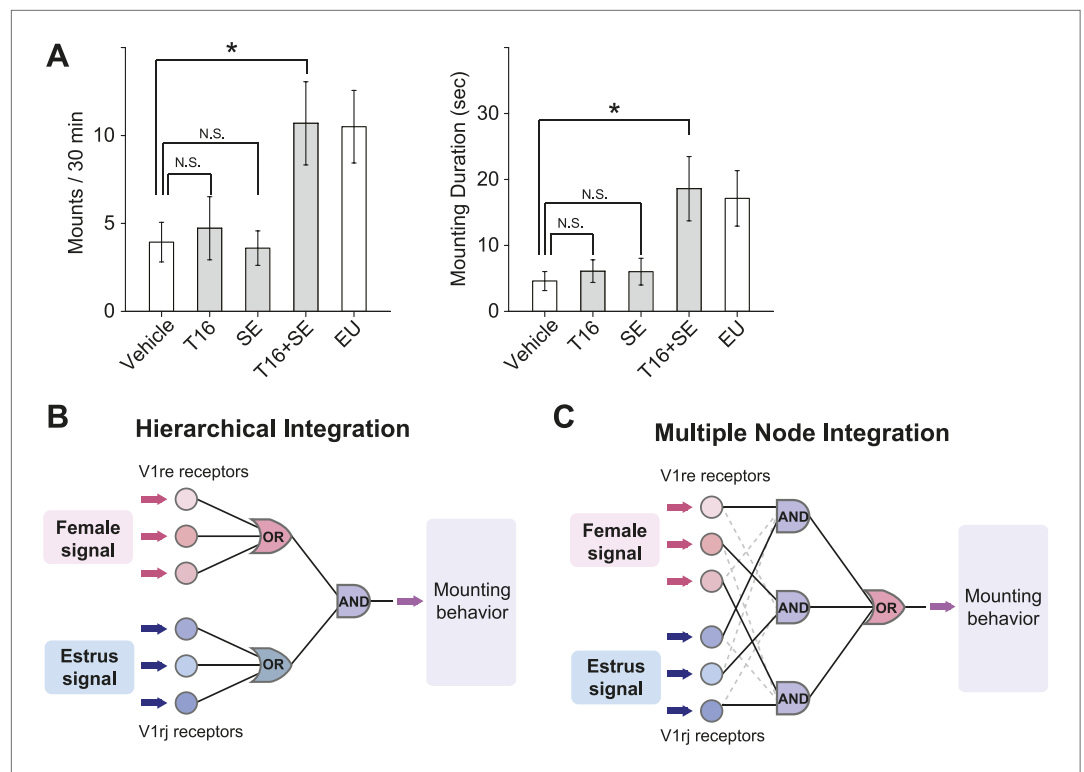 A
Mounts / 30 min
10
5
0
*
N.S.
N.S.
Vehicle
T16
SE
T16+SE
EU
Mounting Duration (sec)
30
20
10
0
*
N.S.
N.S.
Vehicle
T16
SE
T16+SE
EU
B
Hierarchical Integration
V1re receptors
Female
signal
OR
AND
Mounting
behavior
Estrus
signal
OR
V1rj receptors
C
Multiple Node Integration
V1re receptors
Female
signal
AND
AND
AND
OR
Mounting
behavior
Estrus
signal
V1rj receptors